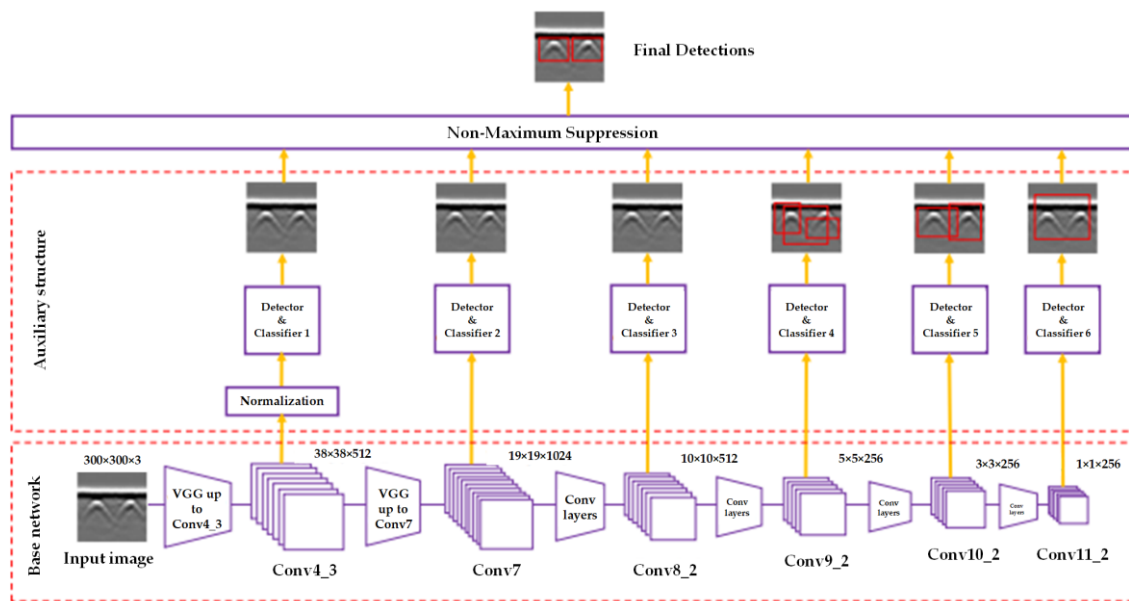 Final Detections
Non-Maximum Suppression
Auxiliary structure
Detector
&
Classifier 1
Detector
&
Classifier 2
Detector
&
Classifier 3
Detector
&
Classifier 4
Detector
&
Classifier 5
Detector
&
Classifier 6
Normalization
Base network
300×300×3
38×38×512
19×19×1024
10×10×512
5×5×256
3×3×256
1×1×256
VGG up
to
Conv4_3
VGG
up to
Conv7
Conv
layers
Conv
layers
Conv
layers
Conv
layers
Input image
Conv4_3
Conv7
Conv8_2
Conv9_2
Conv10_2
Conv11_2